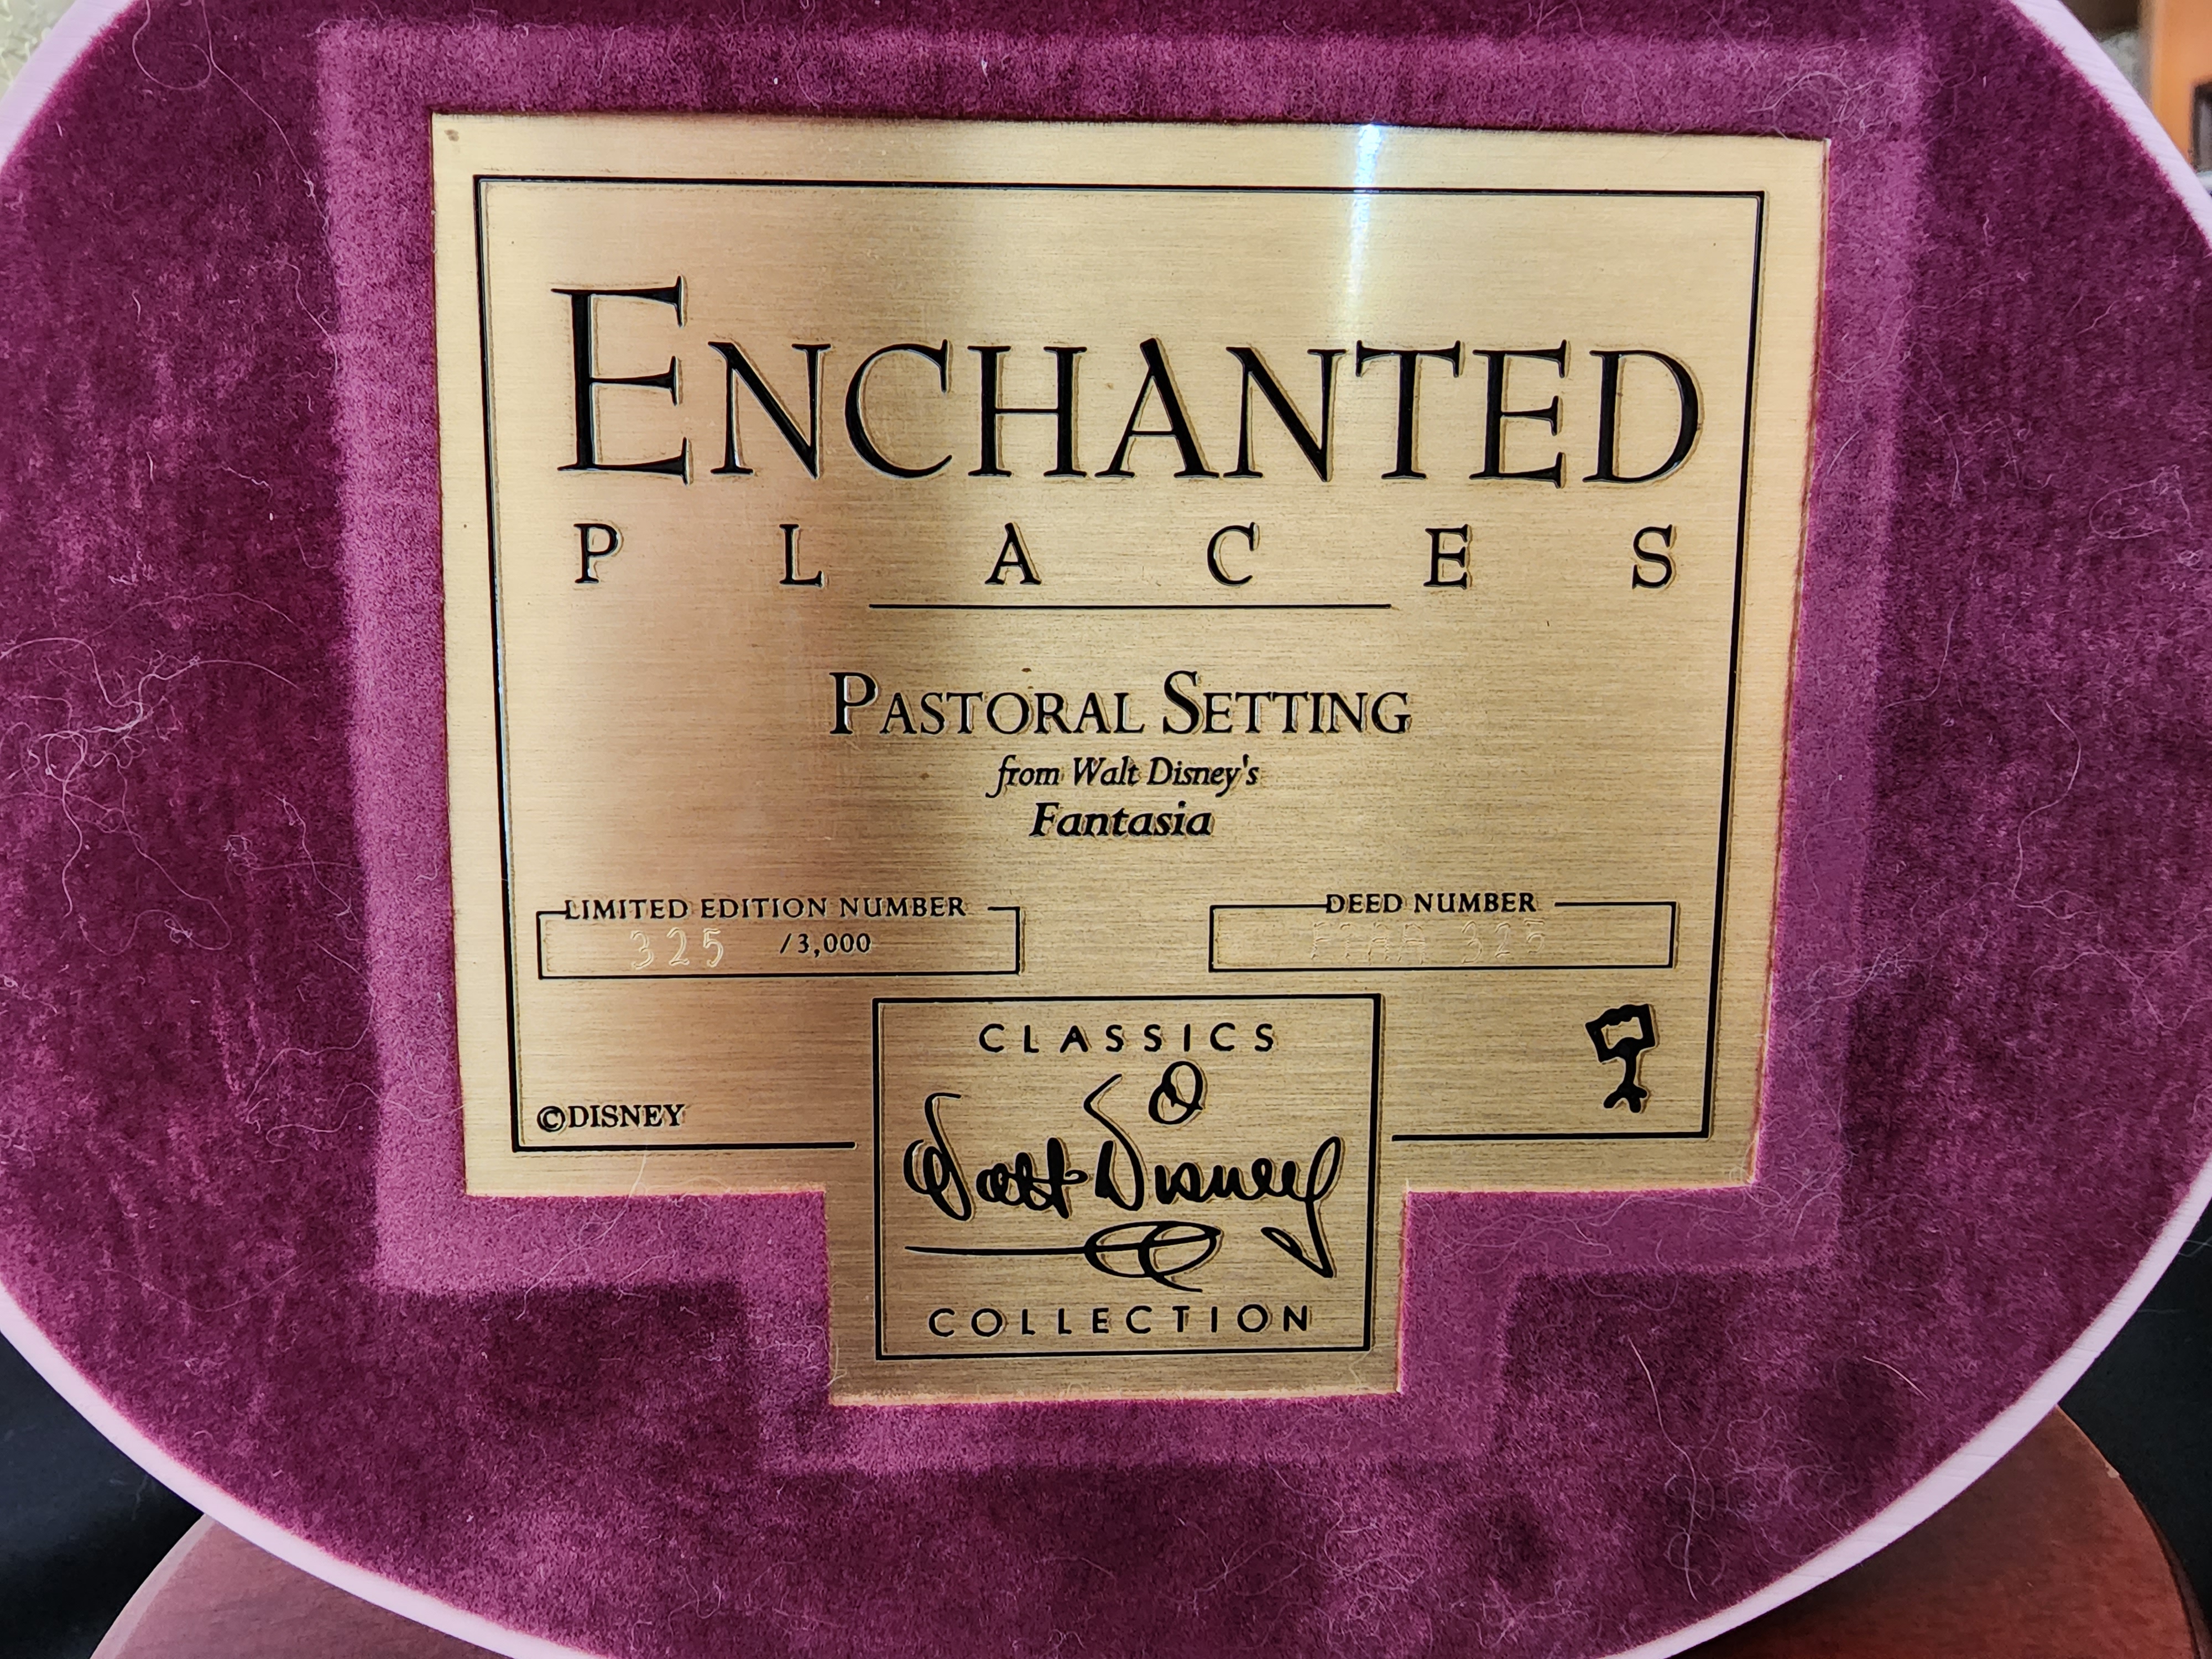 ENCHANTED
PLACES
PASTORAL SETTING
from Walt Disney's
Fantasia
LIMITED EDITION NUMBER
325 /3,000
DEED NUMBER
325
©DISNEY
CLASSICS
Walt Disney
COLLECTION